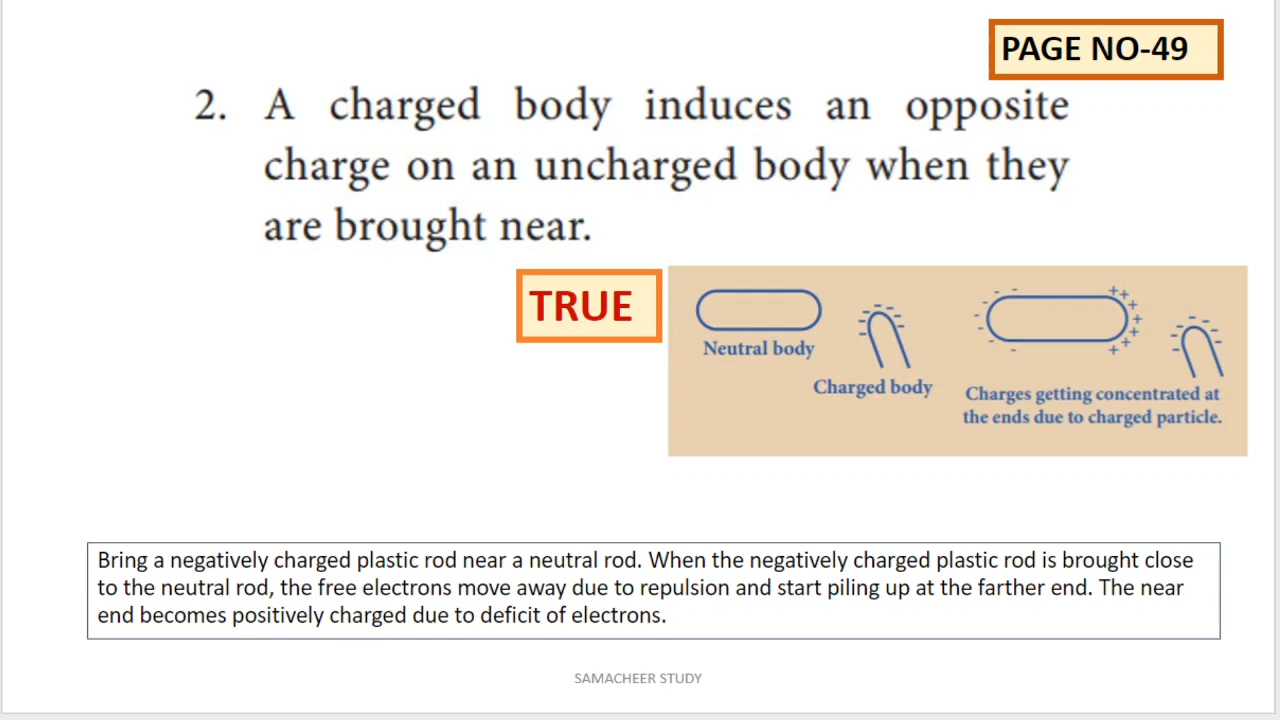 PAGE NO-49
2. A charged body induces an opposite
charge on an uncharged body when they
are brought near.
TRUE
Neutral body
Charged body
Charges getting concentrated at
the ends due to charged particle.
Bring a negatively charged plastic rod near a neutral rod. When the negatively charged plastic rod is brought close
to the neutral rod, the free electrons move away due to repulsion and start piling up at the farther end. The near
end becomes positively charged due to deficit of electrons.
SAMACHEER STUDY